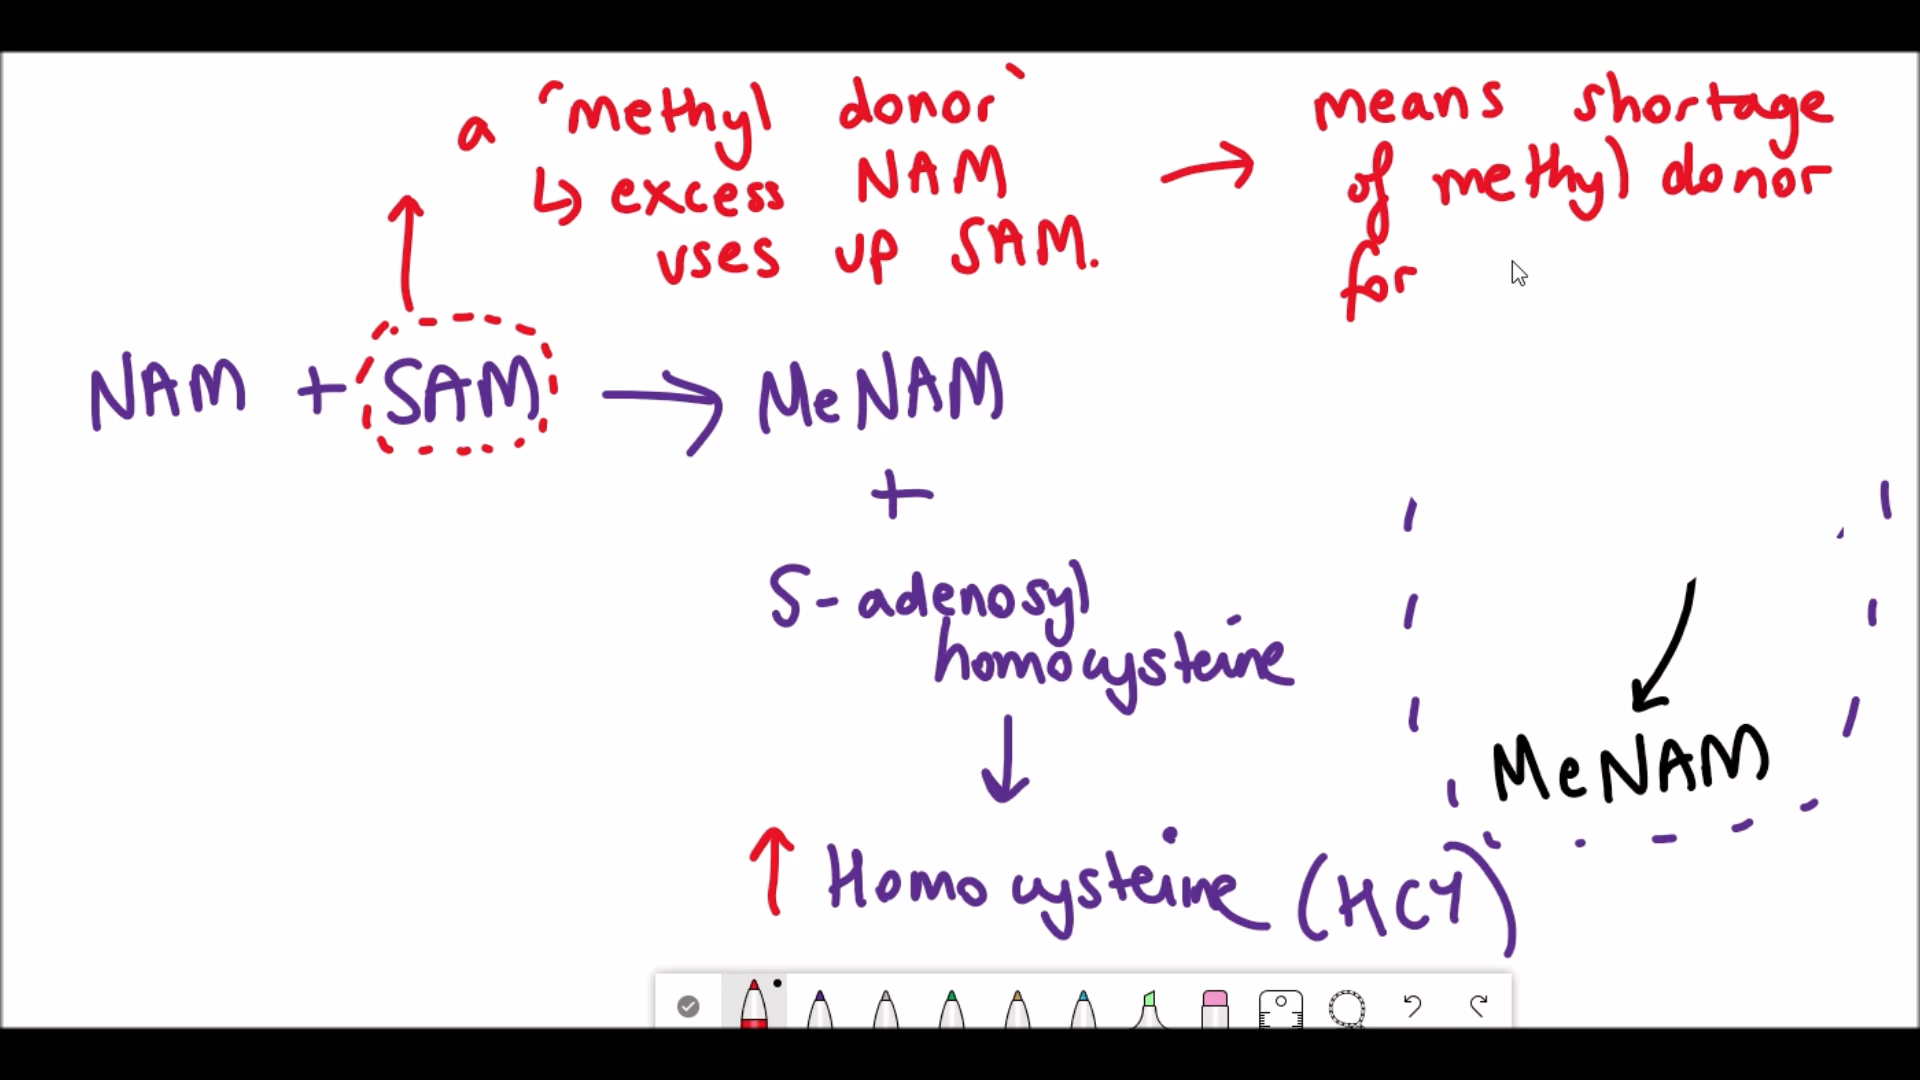 a "methyl donor"
↳ excess NAM
uses up SAM.
→ means shortage
of methyl donor
for
NAM + SAM → MeNAM
+
S-adenosyl
homocysteine
↓
↑ Homocysteine (HCY)
MeNAM